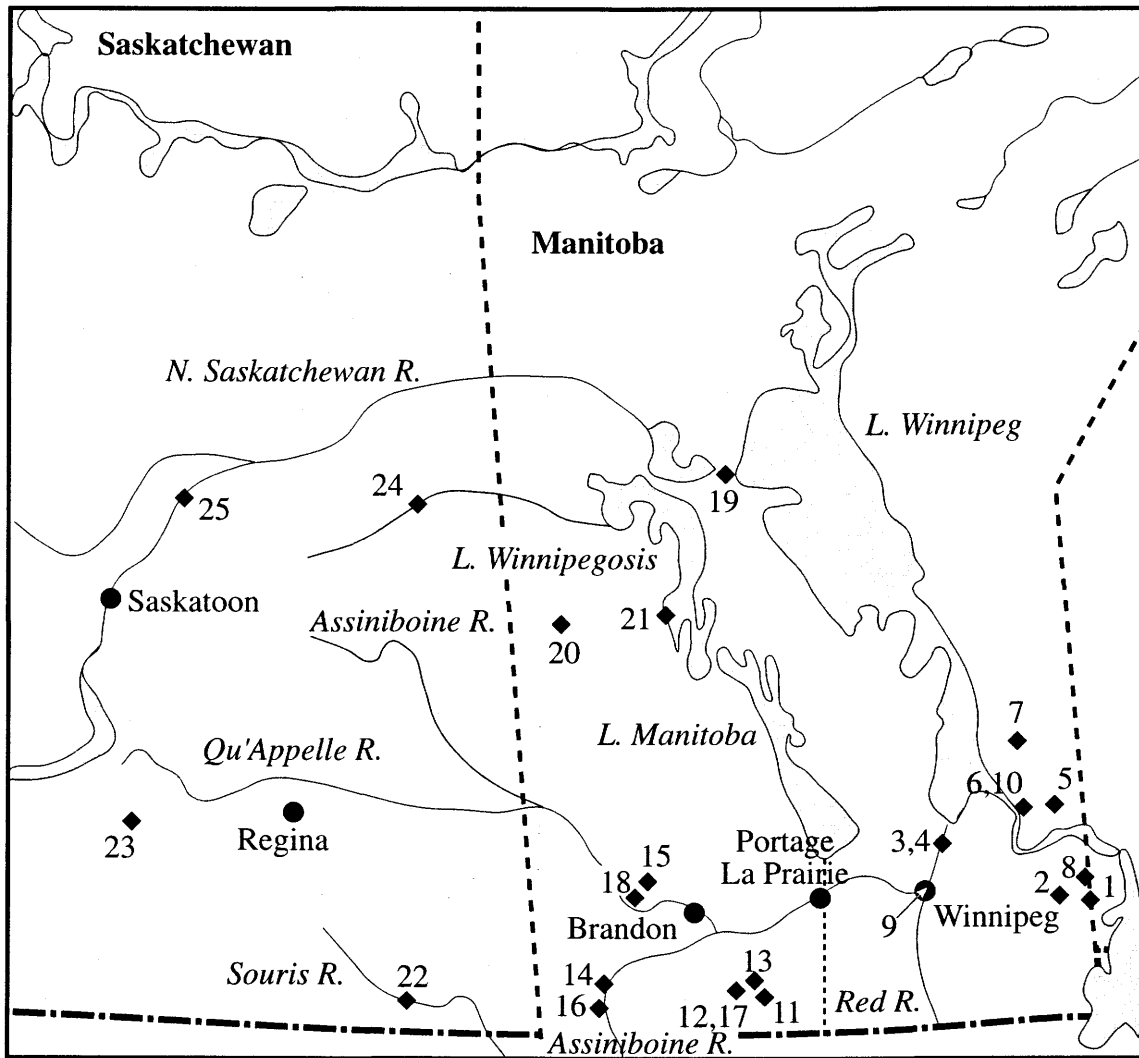 Saskatchewan
Manitoba
N. Saskatchewan R.
L. Winnipeg
25
24
19
L. Winnipegosis
Saskatoon
Assiniboine R.
20
21
7
L. Manitoba
Qu'Appelle R.
6,10
5
23
Regina
Portage
La Prairie
3,4
15
18
8
2
1
Brandon
9
Winnipeg
Souris R.
22
14
13
16
12,17
11
Red R.
Assiniboine R.